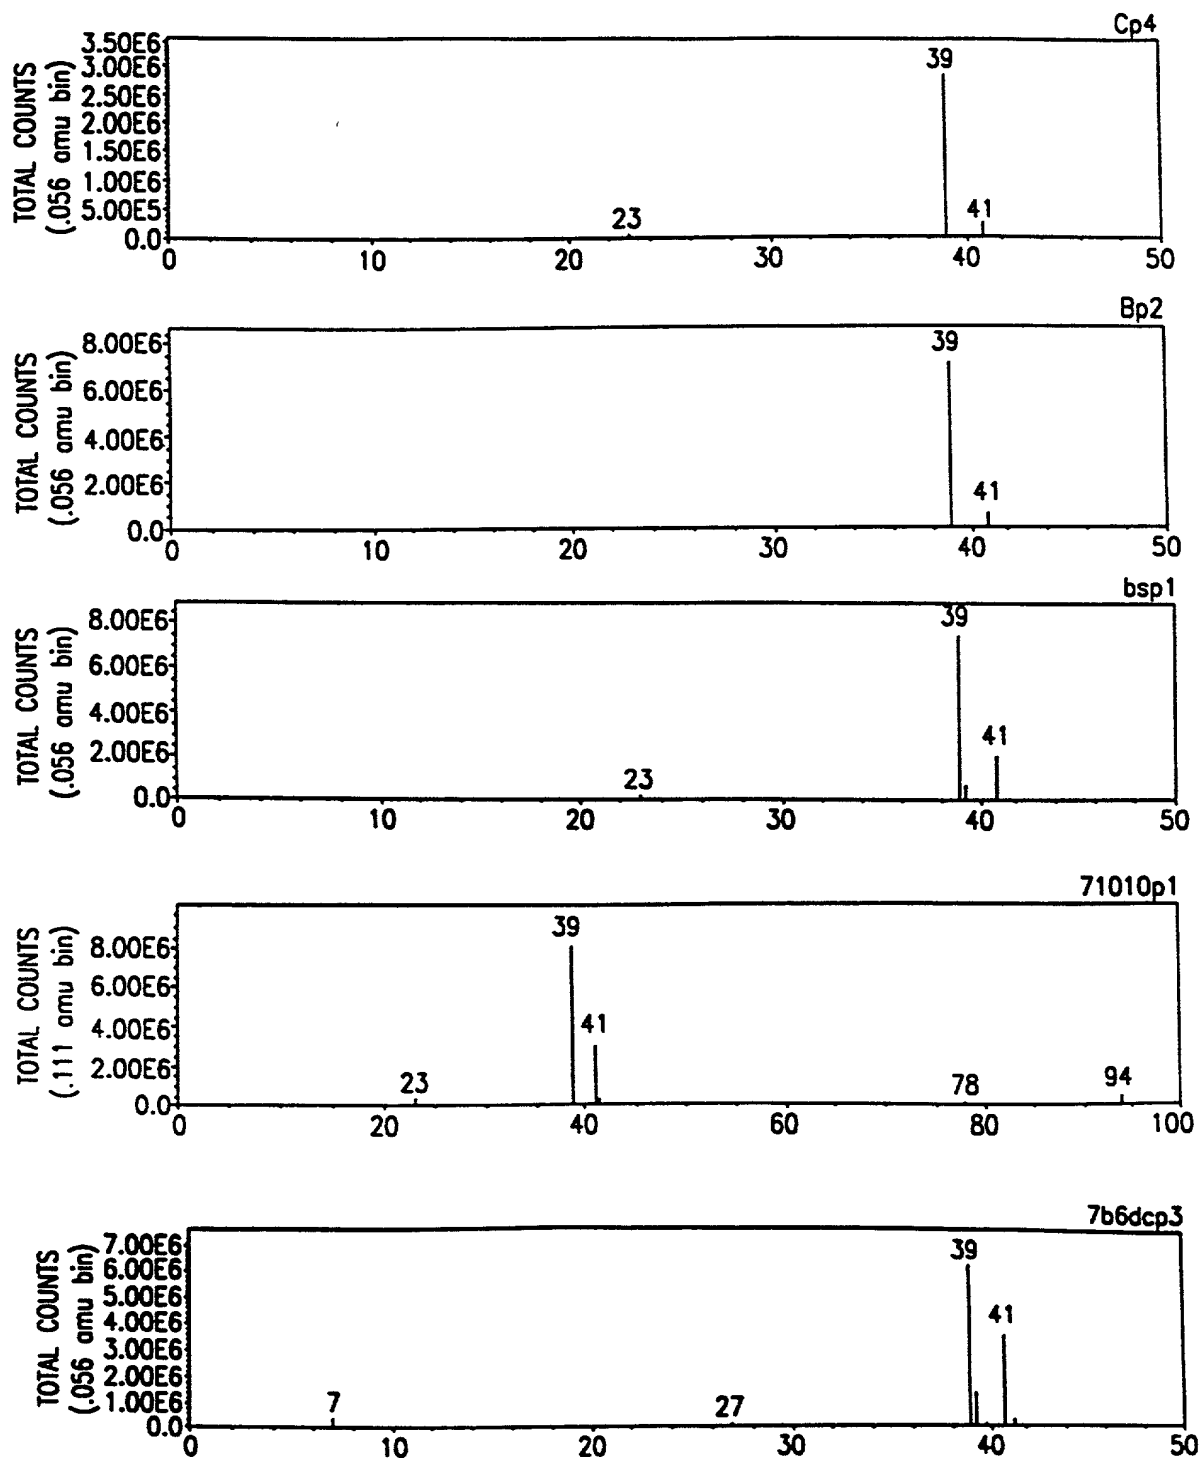 Cp4
TOTAL COUNTS
(.056 amu bin)
3.50E6
3.00E6
2.50E6
2.00E6
1.50E6
1.00E6
5.00E5
0.0
39
23
41
0 10 20 30 40 50
Bp2
TOTAL COUNTS
(.056 amu bin)
8.00E6
6.00E6
4.00E6
2.00E6
0.0
39
41
0 10 20 30 40 50
bsp1
TOTAL COUNTS
(.056 amu bin)
8.00E6
6.00E6
4.00E6
2.00E6
0.0
39
41
23
0 10 20 30 40 50
71010p1
TOTAL COUNTS
(.111 amu bin)
8.00E6
6.00E6
4.00E6
2.00E6
0.0
39
41
23
78
94
0 20 40 60 80 100
7b6dcp3
TOTAL COUNTS
(.056 amu bin)
7.00E6
6.00E6
5.00E6
4.00E6
3.00E6
2.00E6
1.00E6
0.0
39
41
7
27
0 10 20 30 40 50